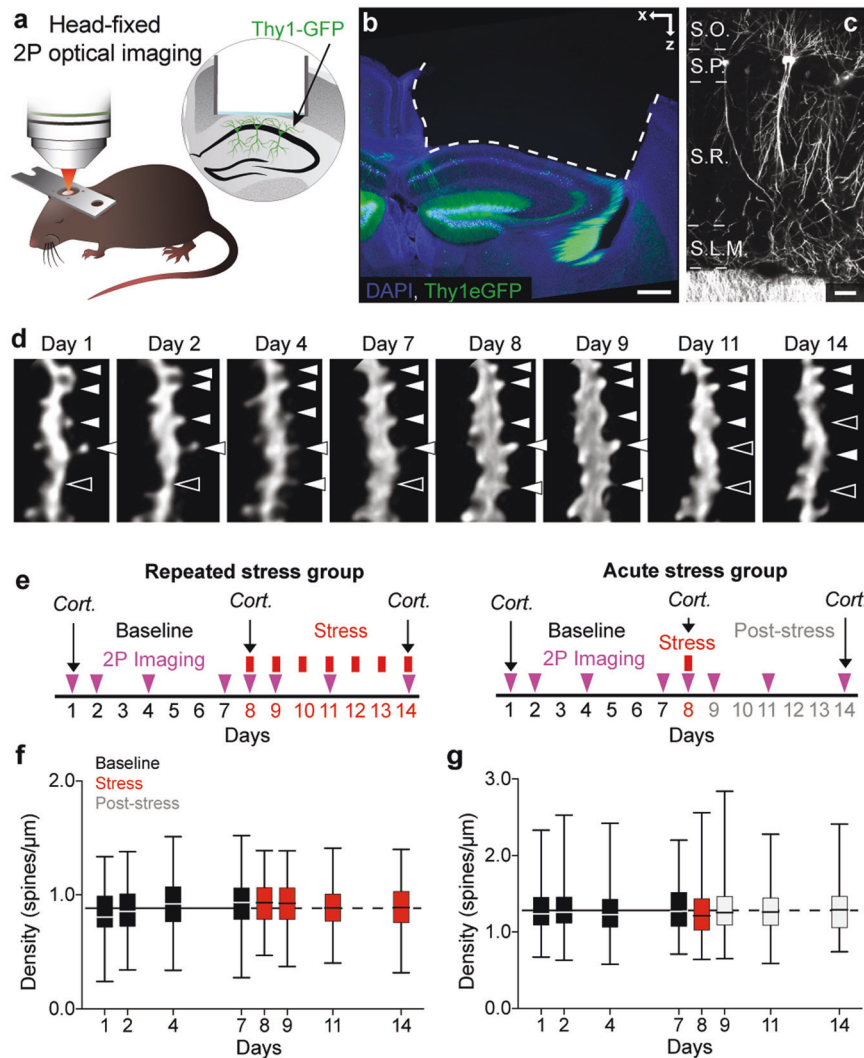 a
Head-fixed
2P optical imaging
Thy1-GFP
b
x
z
DAPI, Thy1eGFP
c
S.O.
S.P.
S.R.
S.L.M.
d
Day 1 Day 2 Day 4 Day 7 Day 8 Day 9 Day 11 Day 14
e
Repeated stress group
Cort. Cort. Cort.
Baseline Stress
2P Imaging
1 2 3 4 5 6 7 8 9 10 11 12 13 14
Days
Acute stress group
Cort. Cort. Cort.
Baseline Stress Post-stress
2P Imaging
1 2 3 4 5 6 7 8 9 10 11 12 13 14
Days
f
Baseline
Stress
Post-stress
Density (spines/µm)
2.0
1.0
0.0
1 2 4 7 8 9 11 14
Days
g
Density (spines/µm)
3.0
2.0
1.0
0.0
1 2 4 7 8 9 11 14
Days